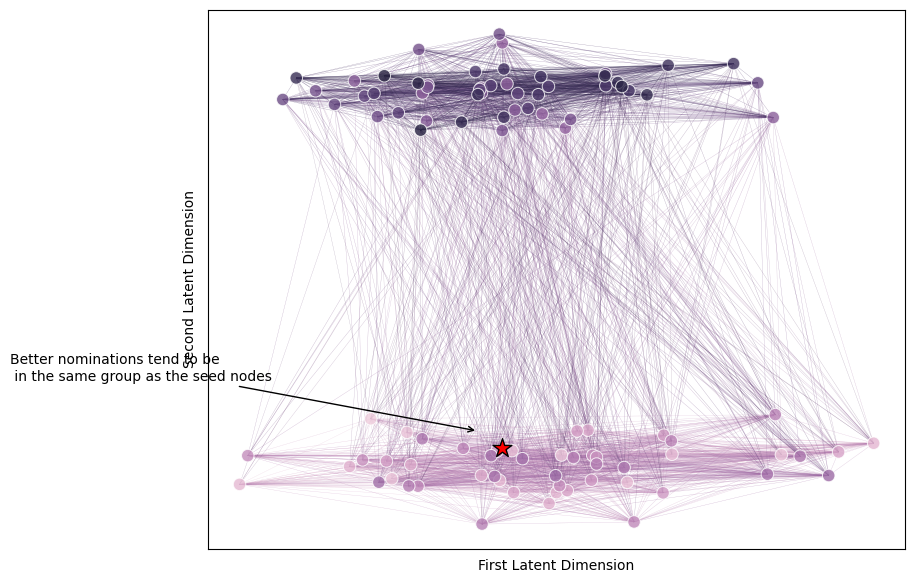 Second Latent Dimension
Better nominations tend to be
in the same group as the seed nodes
First Latent Dimension